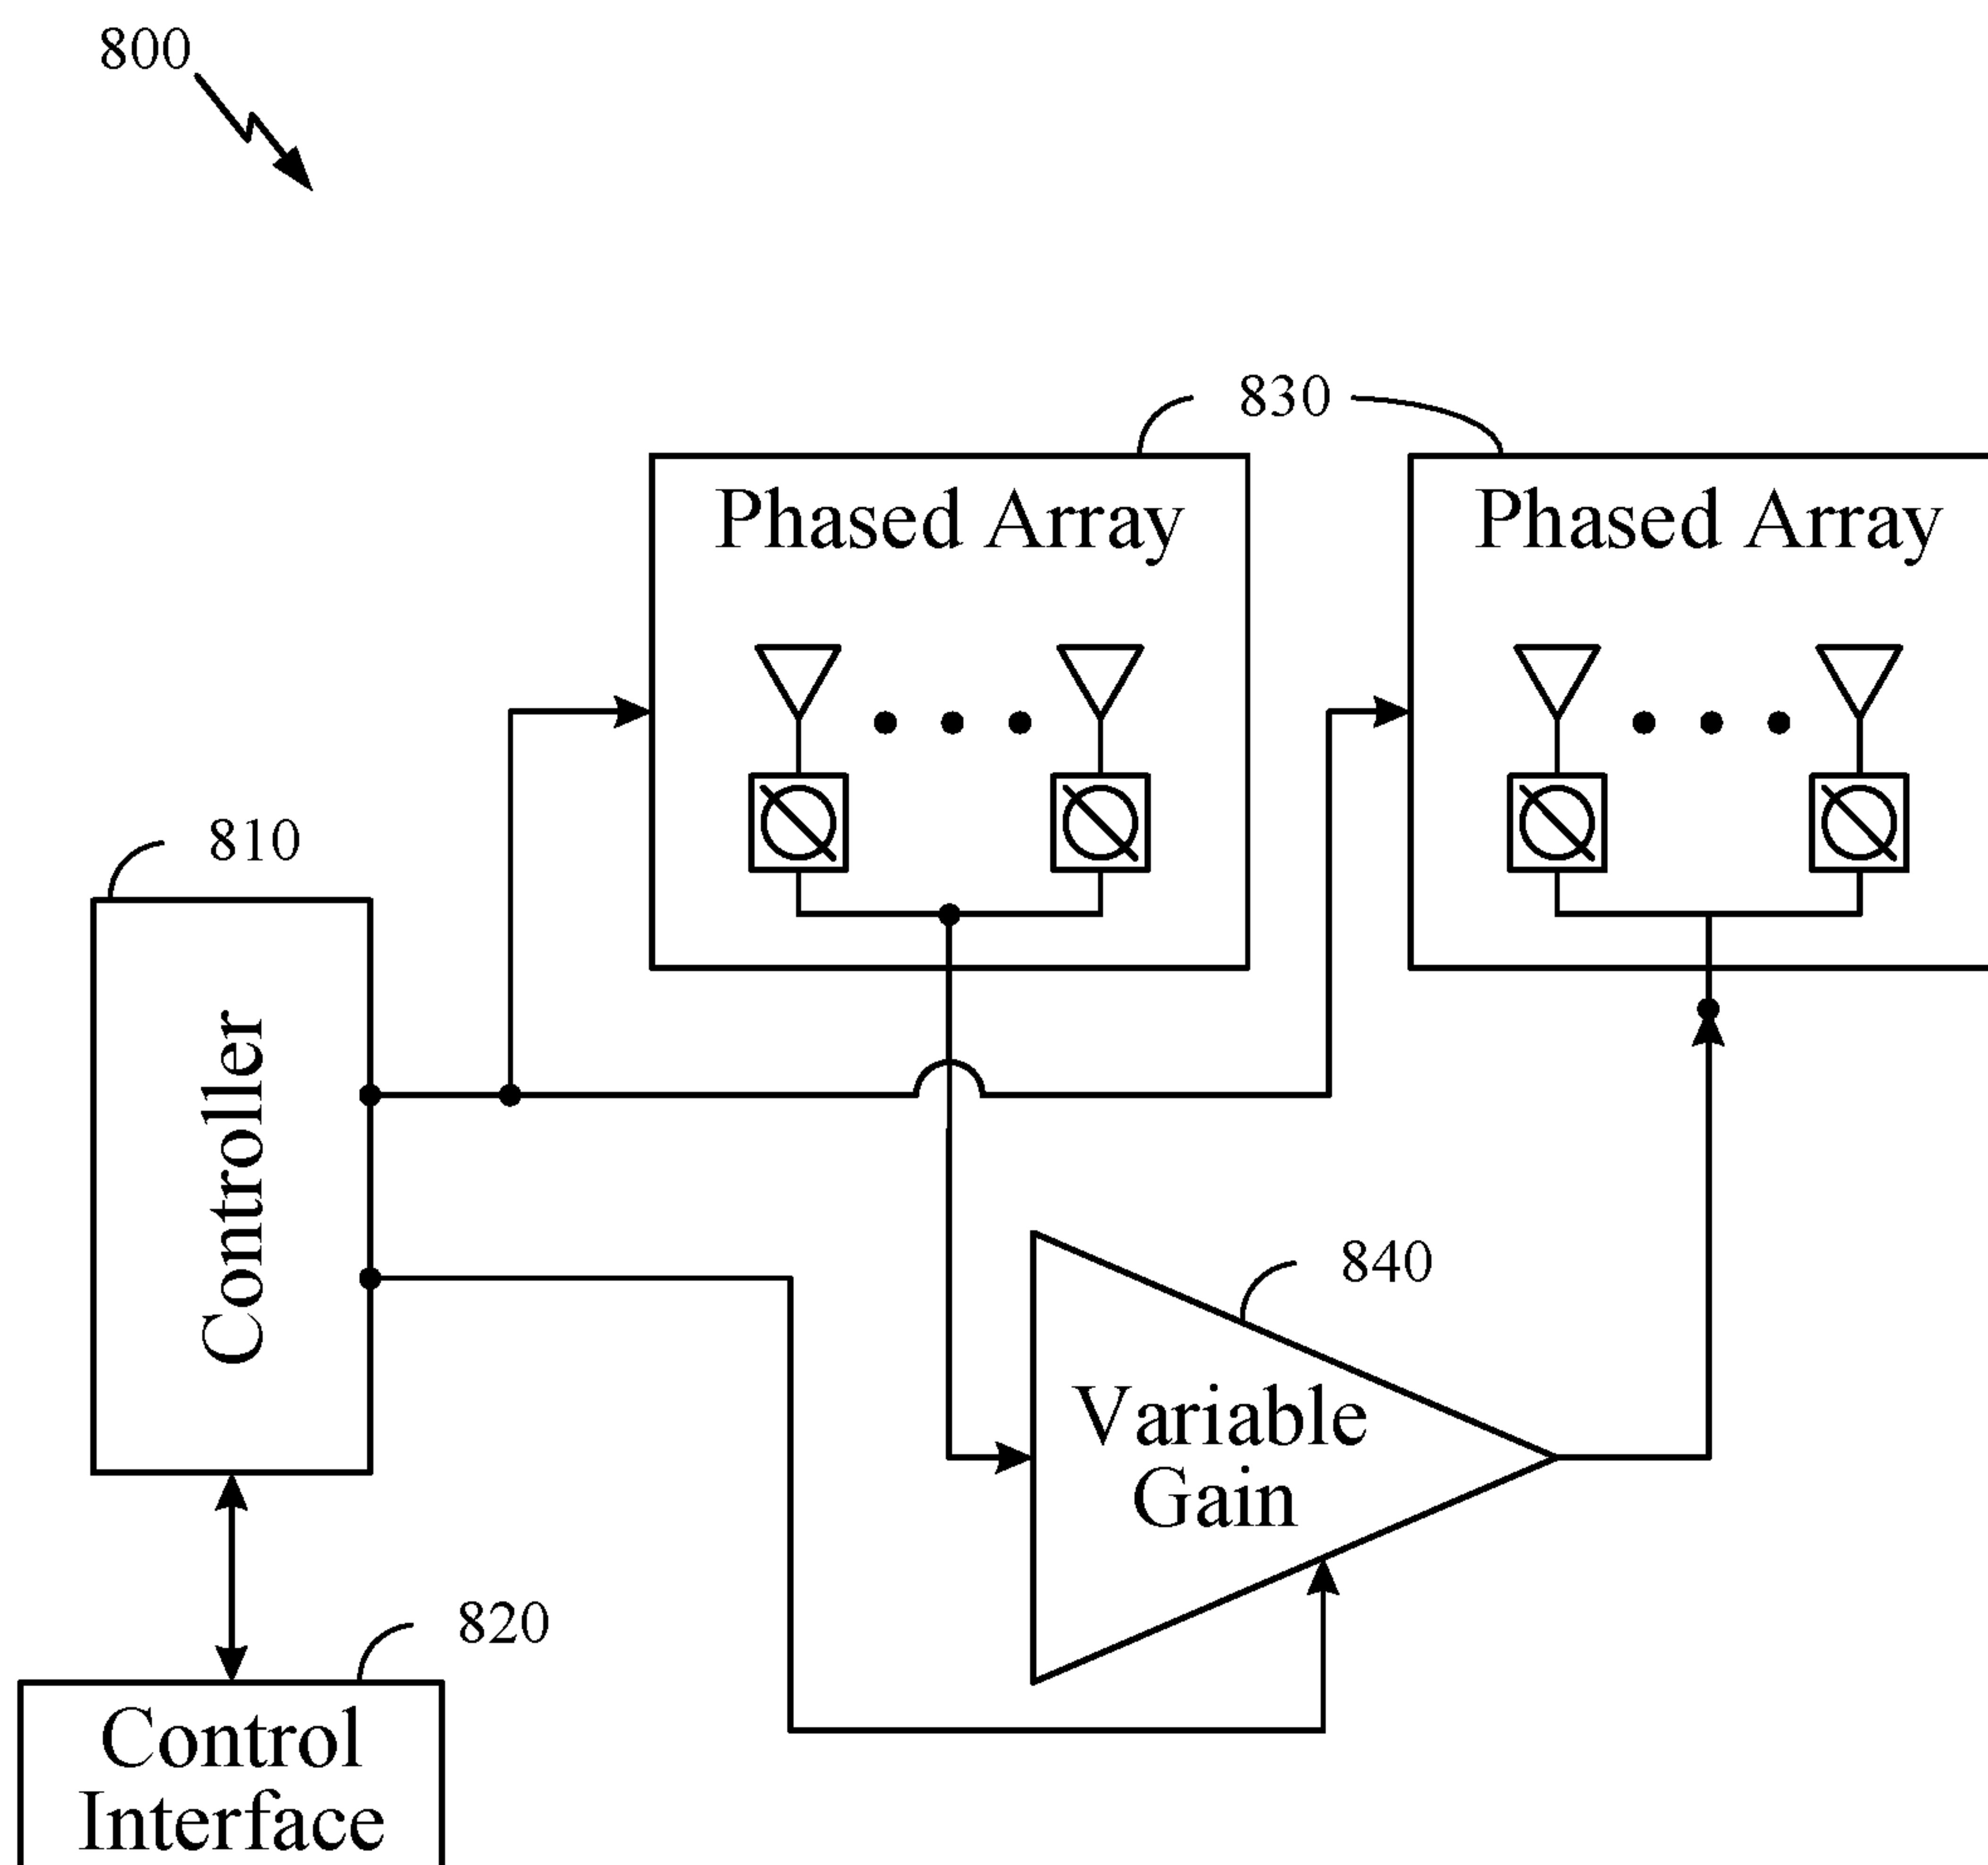 800
830
Phased Array
Phased Array
810
Controller
840
Variable
Gain
820
Control
Interface